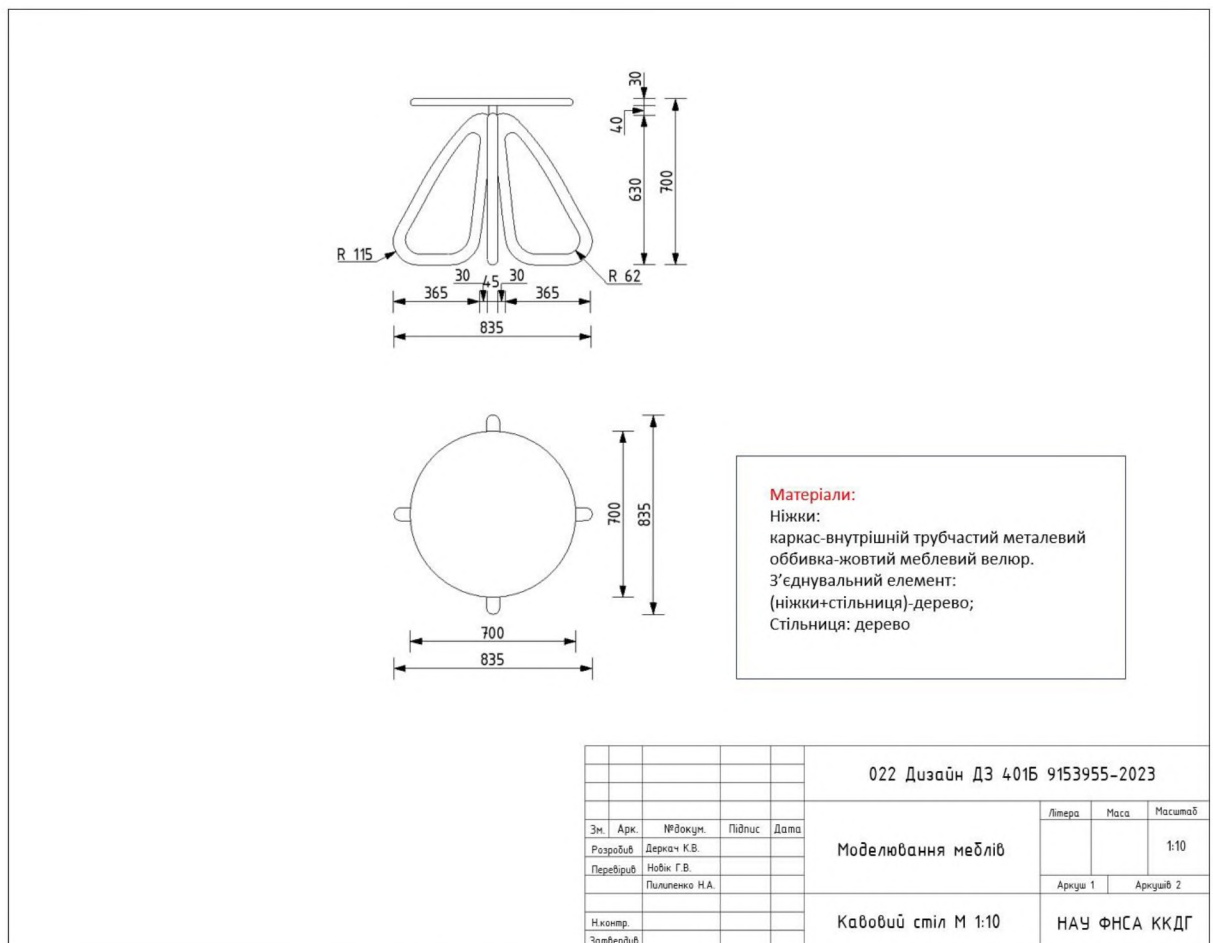 30
40
630
700
R 115
R 62
30
45
30
365
365
835
700
835
700
835
Матеріали:
Ніжки:
каркас-внутрішній трубчастий металевий
оббивка-жовтий меблевий велюр.
З’єднувальний елемент:
(ніжки+стільниця)-дерево;
Стільниця: дерево
022 Дизайн ДЗ 401Б 9153955-2023
Літера Маса Масштаб
Зм. Арк. №докум. Підпис Дата
Розробив Деркач К.В.
Моделювання меблів
1:10
Перевірив Новік Г.В.
Пилипенко Н.А.
Аркуш 1 Аркушів 2
Н.контр.
Кавовий стіл М 1:10
НАУ ФНСА ККДГ
Затвердив